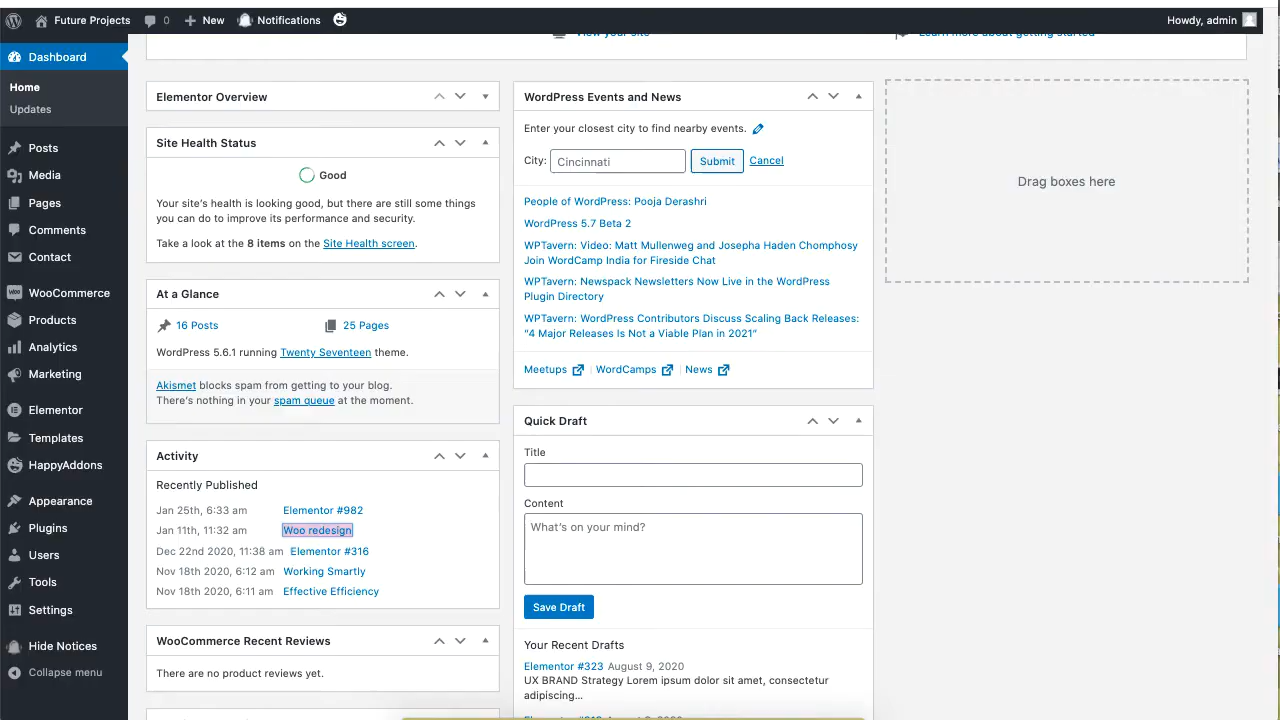 Future Projects
0
New
Notifications
Howdy, admin
Dashboard
Home
Updates
Posts
Media
Pages
Comments
Contact
WooCommerce
Products
Analytics
Marketing
Elementor
Templates
HappyAddons
Appearance
Plugins
Users
Tools
Settings
Hide Notices
Collapse menu
View your site
Learn more about getting started
Elementor Overview
Site Health Status
Good
Your site's health is looking good, but there are still some things
you can do to improve its performance and security.
Take a look at the 8 items on the Site Health screen.
At a Glance
16 Posts
25 Pages
WordPress 5.6.1 running Twenty Seventeen theme.
Akismet blocks spam from getting to your blog.
There's nothing in your spam queue at the moment.
Activity
Recently Published
Jan 25th, 6:33 am Elementor #982
Jan 11th, 11:32 am Woo redesign
Dec 22nd 2020, 11:38 am Elementor #316
Nov 18th 2020, 6:12 am Working Smartly
Nov 18th 2020, 6:11 am Effective Efficiency
WooCommerce Recent Reviews
There are no product reviews yet.
WordPress Events and News
Enter your closest city to find nearby events.
City: Cincinnati Submit Cancel
People of WordPress: Pooja Derashri
WordPress 5.7 Beta 2
WPTavern: Video: Matt Mullenweg and Josepha Haden Chomphosy
Join WordCamp India for Fireside Chat
WPTavern: Newspack Newsletters Now Live in the WordPress
Plugin Directory
WPTavern: WordPress Contributors Discuss Scaling Back Releases:
"4 Major Releases Is Not a Viable Plan in 2021"
Meetups | WordCamps | News
Quick Draft
Title
Content
What's on your mind?
Save Draft
Your Recent Drafts
Elementor #323 August 9, 2020
UX BRAND Strategy Lorem ipsum dolor sit amet, consectetur
adipiscing...
Drag boxes here